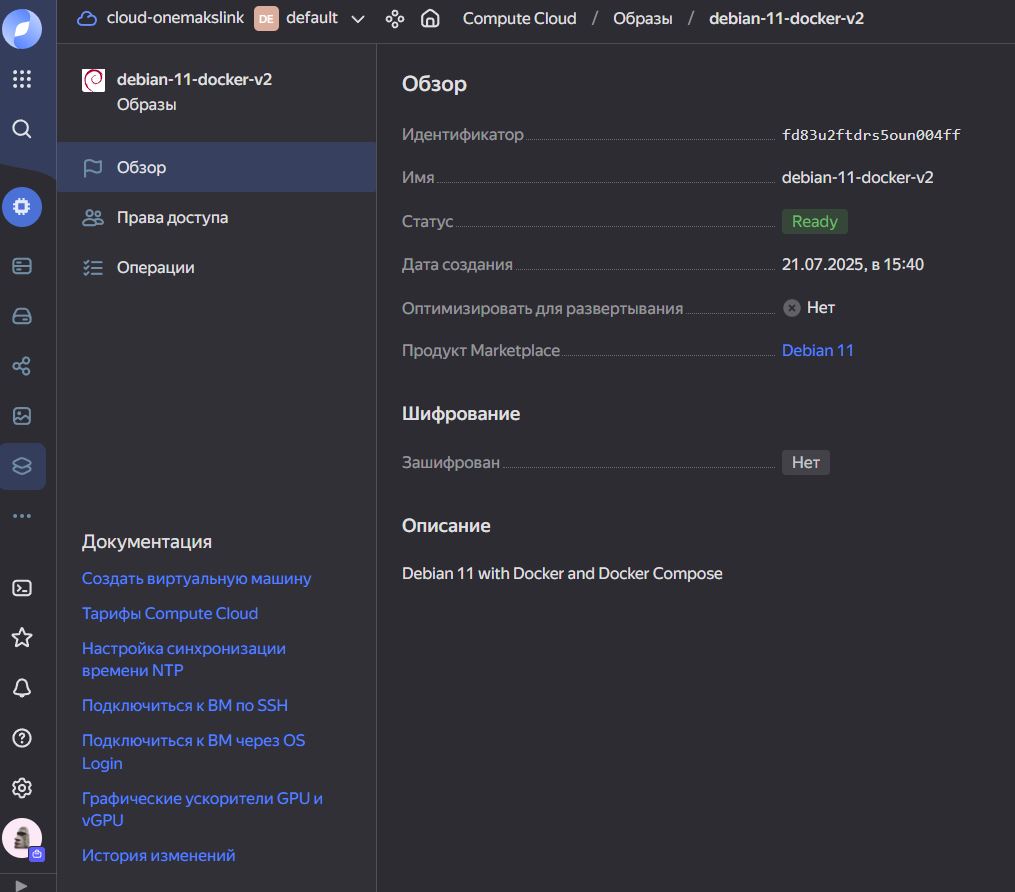 cloud-onemakslink DE default Compute Cloud / Образы / debian-11-docker-v2
debian-11-docker-v2
Образы
Обзор
Права доступа
Операции
Документация
Создать виртуальную машину
Тарифы Compute Cloud
Настройка синхронизации
времени NTP
Подключиться к ВМ по SSH
Подключиться к ВМ через OS
Login
Графические ускорители GPU и
vGPU
История изменений
Обзор
Идентификатор fd83u2ftdrs5oun004ff
Имя debian-11-docker-v2
Статус Ready
Дата создания 21.07.2025, в 15:40
Оптимизировать для развертывания Нет
Продукт Marketplace Debian 11
Шифрование
Зашифрован Нет
Описание
Debian 11 with Docker and Docker Compose